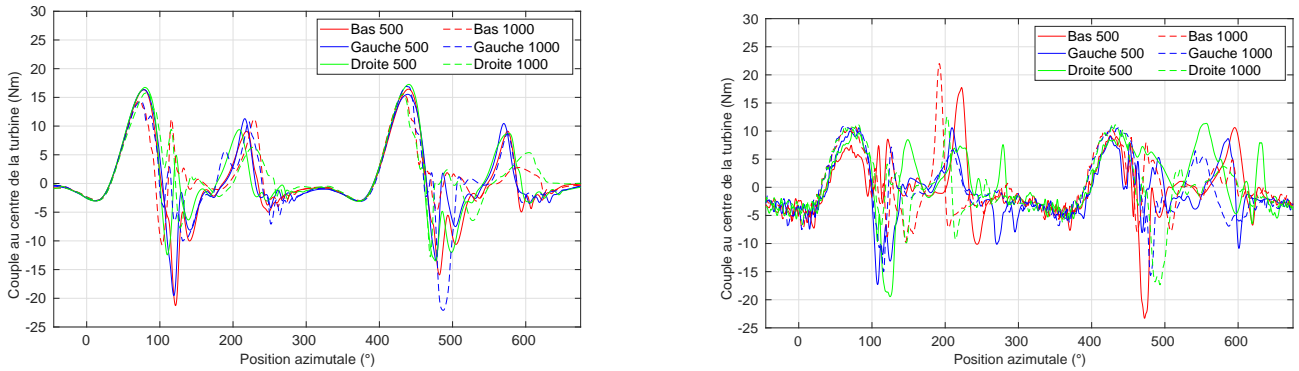 30
25
20
15
10
5
0
-5
-10
-15
-20
-25
Couple au centre de la turbine (Nm)
Bas 500
Gauche 500
Droite 500
Bas 1000
Gauche 1000
Droite 1000
0 100 200 300 400 500 600
Position azimutale (°)
30
25
20
15
10
5
0
-5
-10
-15
-20
-25
Couple au centre de la turbine (Nm)
Bas 500
Gauche 500
Droite 500
Bas 1000
Gauche 1000
Droite 1000
0 100 200 300 400 500 600
Position azimutale (°)